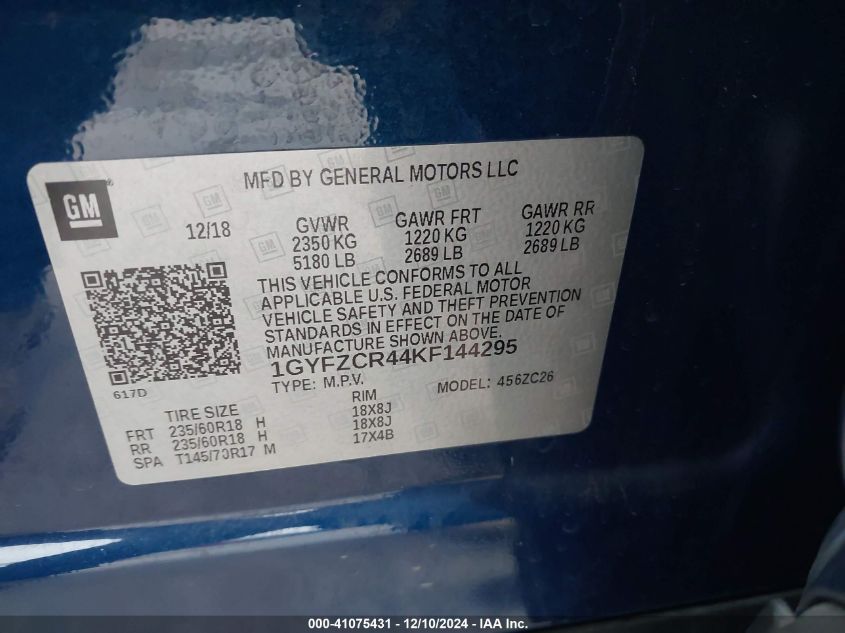 MFD BY GENERAL MOTORS LLC
GM
12/18
GVWR GAWR FRT GAWR RR
2350 KG 1220 KG 1220 KG
5180 LB 2689 LB 2689 LB
THIS VEHICLE CONFORMS TO ALL
APPLICABLE U.S. FEDERAL MOTOR
VEHICLE SAFETY AND THEFT PREVENTION
STANDARDS IN EFFECT ON THE DATE OF
MANUFACTURE SHOWN ABOVE.
1GYFZCR44KF144295
TYPE: M.P.V. MODEL: 456ZC26
617D
TIRE SIZE RIM
FRT 235/60R18 H 18X8J
RR 235/60R18 H 18X8J
SPA T145/70R17 M 17X4B
000-41075431 - 12/10/2024 - IAA Inc.